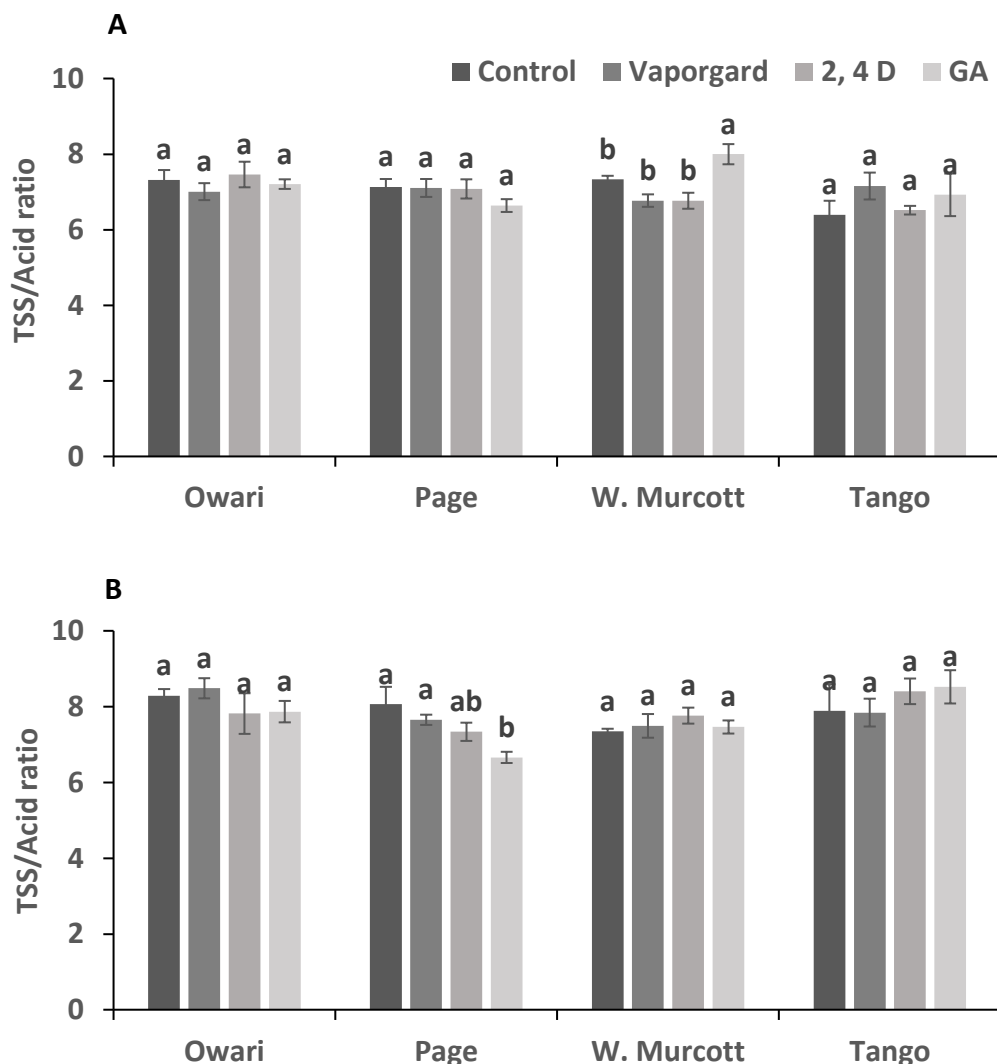 A
Control Vaporgard 2, 4 D GA
10
8
6
4
2
0
TSS/Acid ratio
a a a a a a a a b b b a a a a a
Owari Page W. Murcott Tango
B
10
8
6
4
2
0
TSS/Acid ratio
a a a a a a ab b a a a a a a a a
Owari Page W. Murcott Tango